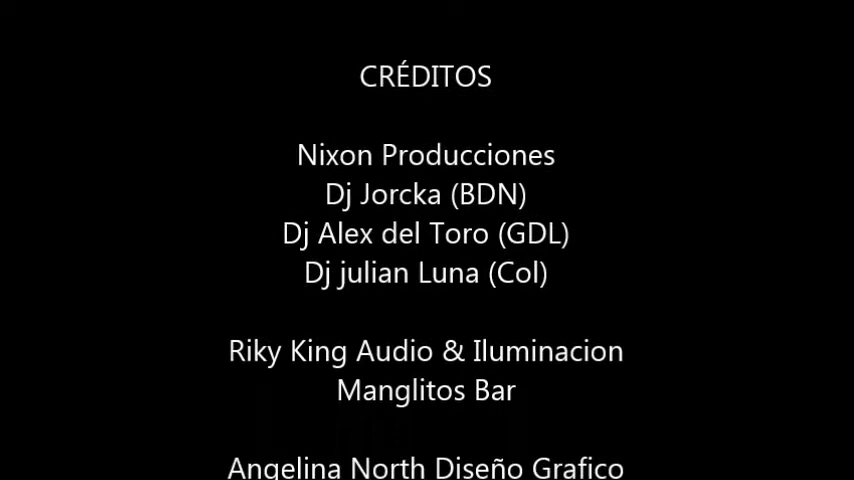 CRÉDITOS
Nixon Producciones
Dj Jorcka (BDN)
Dj Alex del Toro (GDL)
Dj julian Luna (Col)
Riky King Audio & Iluminacion
Manglitos Bar
Angelina North Diseño Grafico